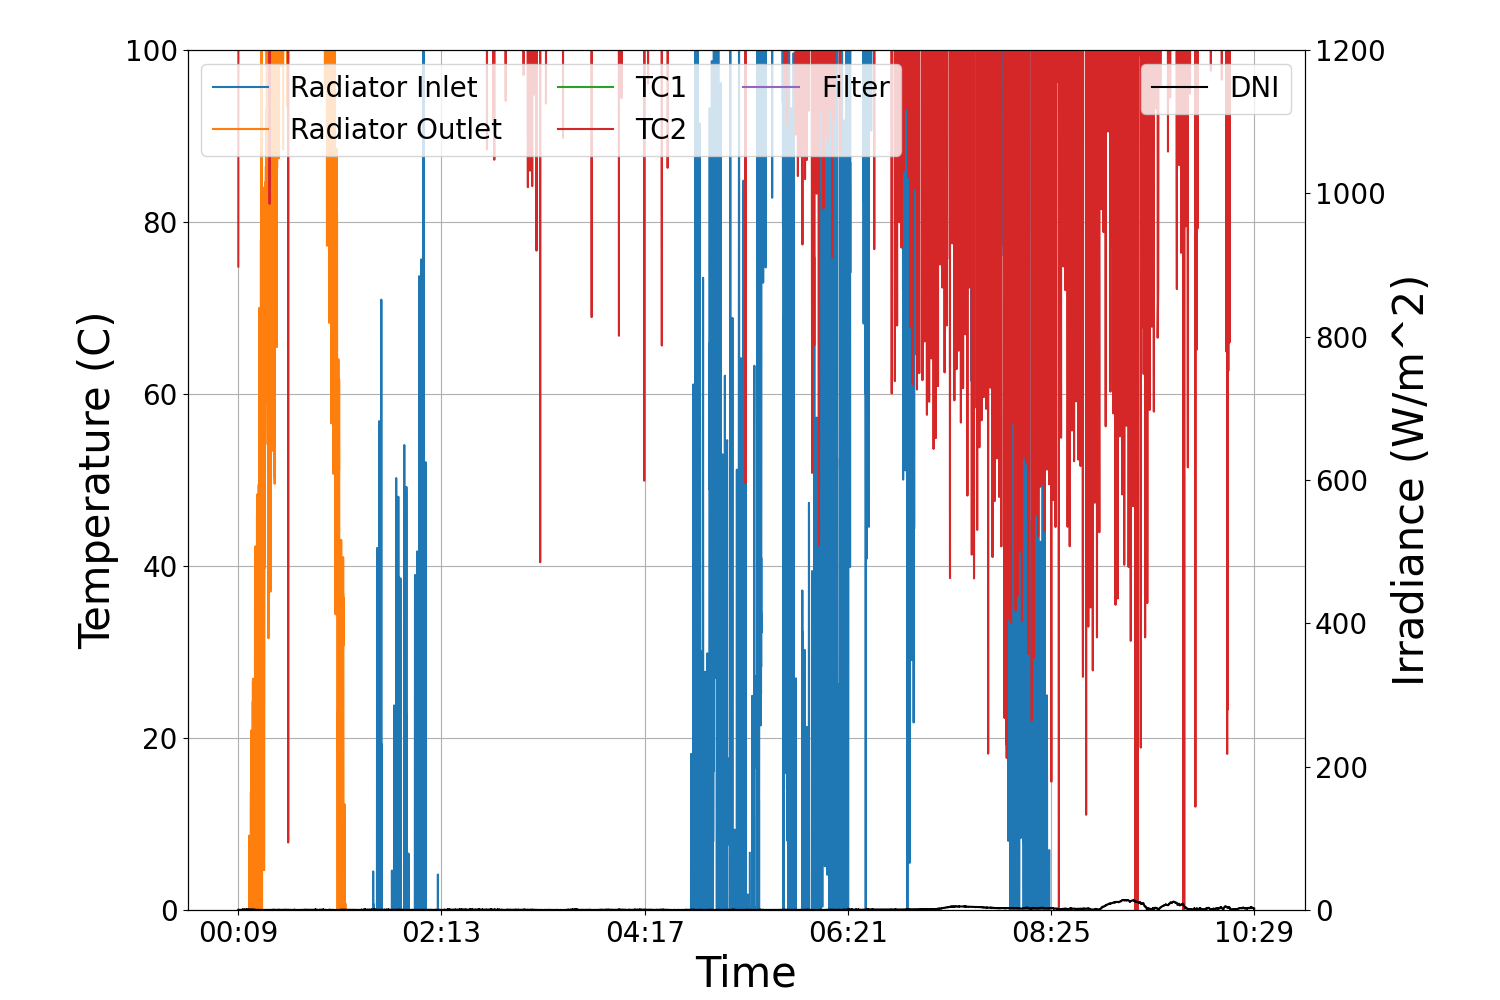 100
80
60
40
20
0
Temperature (C)
Radiator Inlet
Radiator Outlet
TC1
TC2
Filter
DNI
1200
1000
800
600
400
200
0
Irradiance (W/m^2)
00:09 02:13 04:17 06:21 08:25 10:29
Time